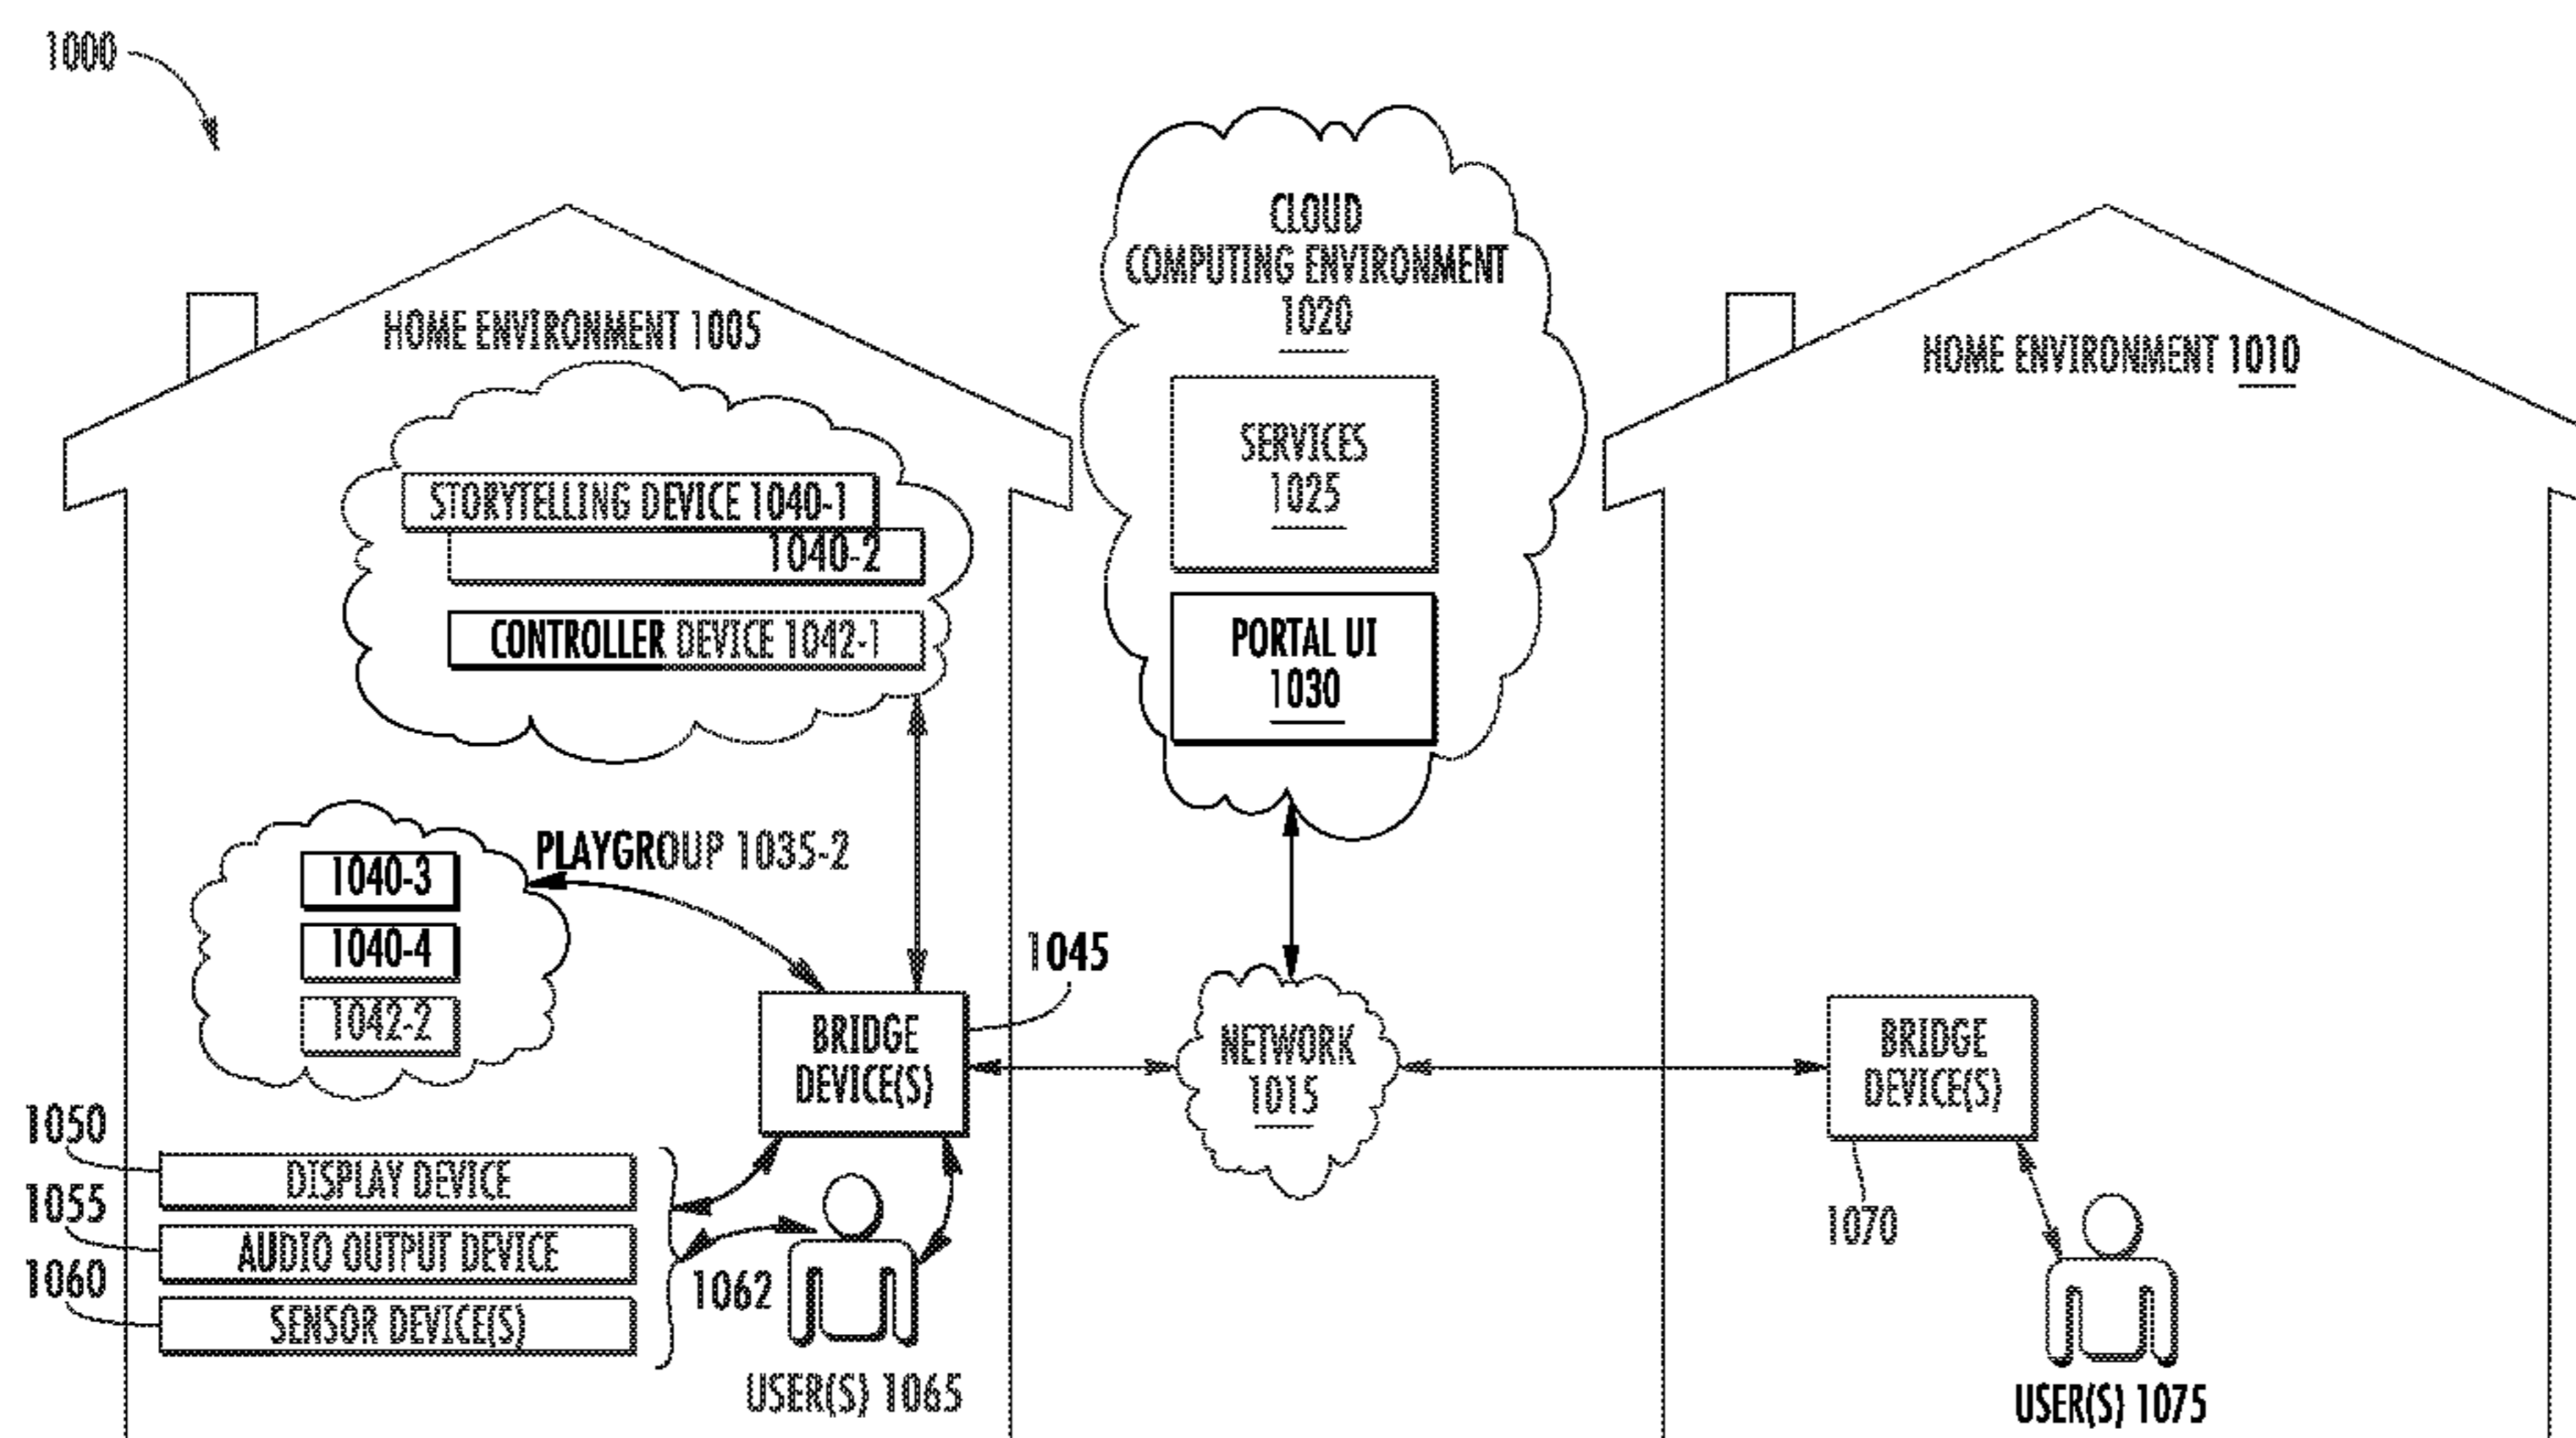 1000
CLOUD
COMPUTING ENVIRONMENT
1020
HOME ENVIRONMENT 1005
HOME ENVIRONMENT 1010
SERVICES
1025
STORYTELLING DEVICE 1040-1
1040-2
CONTROLLER DEVICE 1042-1
PORTAL UI
1030
PLAYGROUP 1035-2
1040-3
1040-4
1042-2
1045
BRIDGE
DEVICE(S)
NETWORK
1015
BRIDGE
DEVICE(S)
1050
DISPLAY DEVICE
1055
AUDIO OUTPUT DEVICE
1060
SENSOR DEVICE(S)
1062
USER(S) 1065
1070
USER(S) 1075